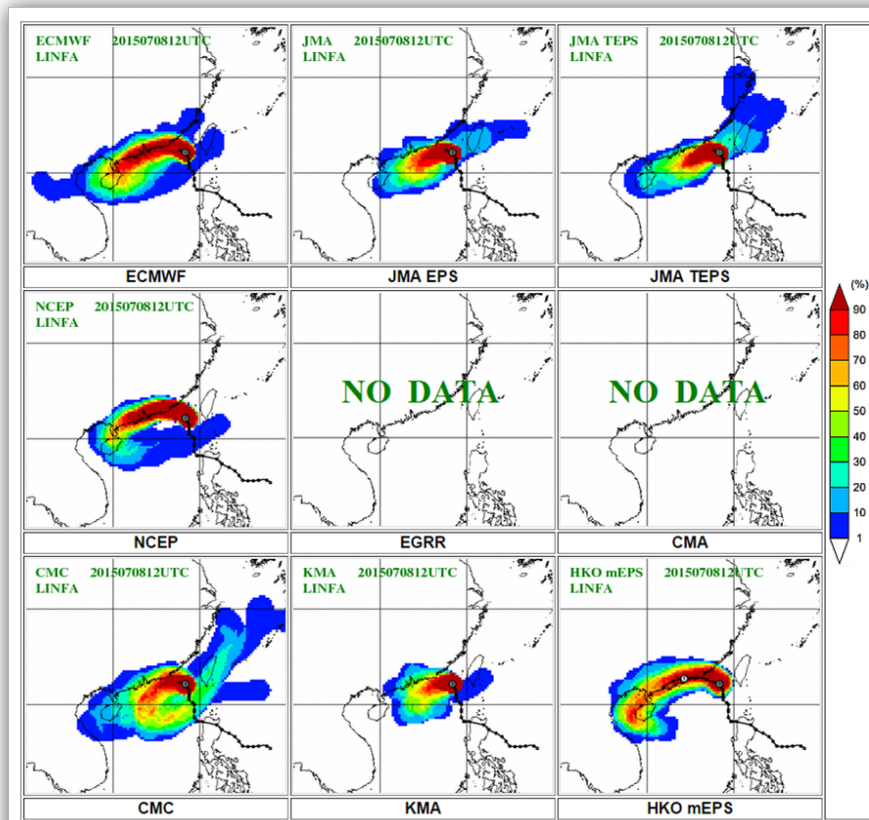 ECMWF 2015070812UTC
LINFA
JMA 2015070812UTC
LINFA
JMA TEPS 2015070812UTC
LINFA
ECMWF
JMA EPS
JMA TEPS
NCEP 2015070812UTC
LINFA
NO DATA
NO DATA
NCEP
EGRR
CMA
CMC 2015070812UTC
LINFA
KMA 2015070812UTC
LINFA
HKO mEPS 2015070812UTC
LINFA
CMC
KMA
HKO mEPS
(%)
90
80
70
60
50
40
30
20
10
1